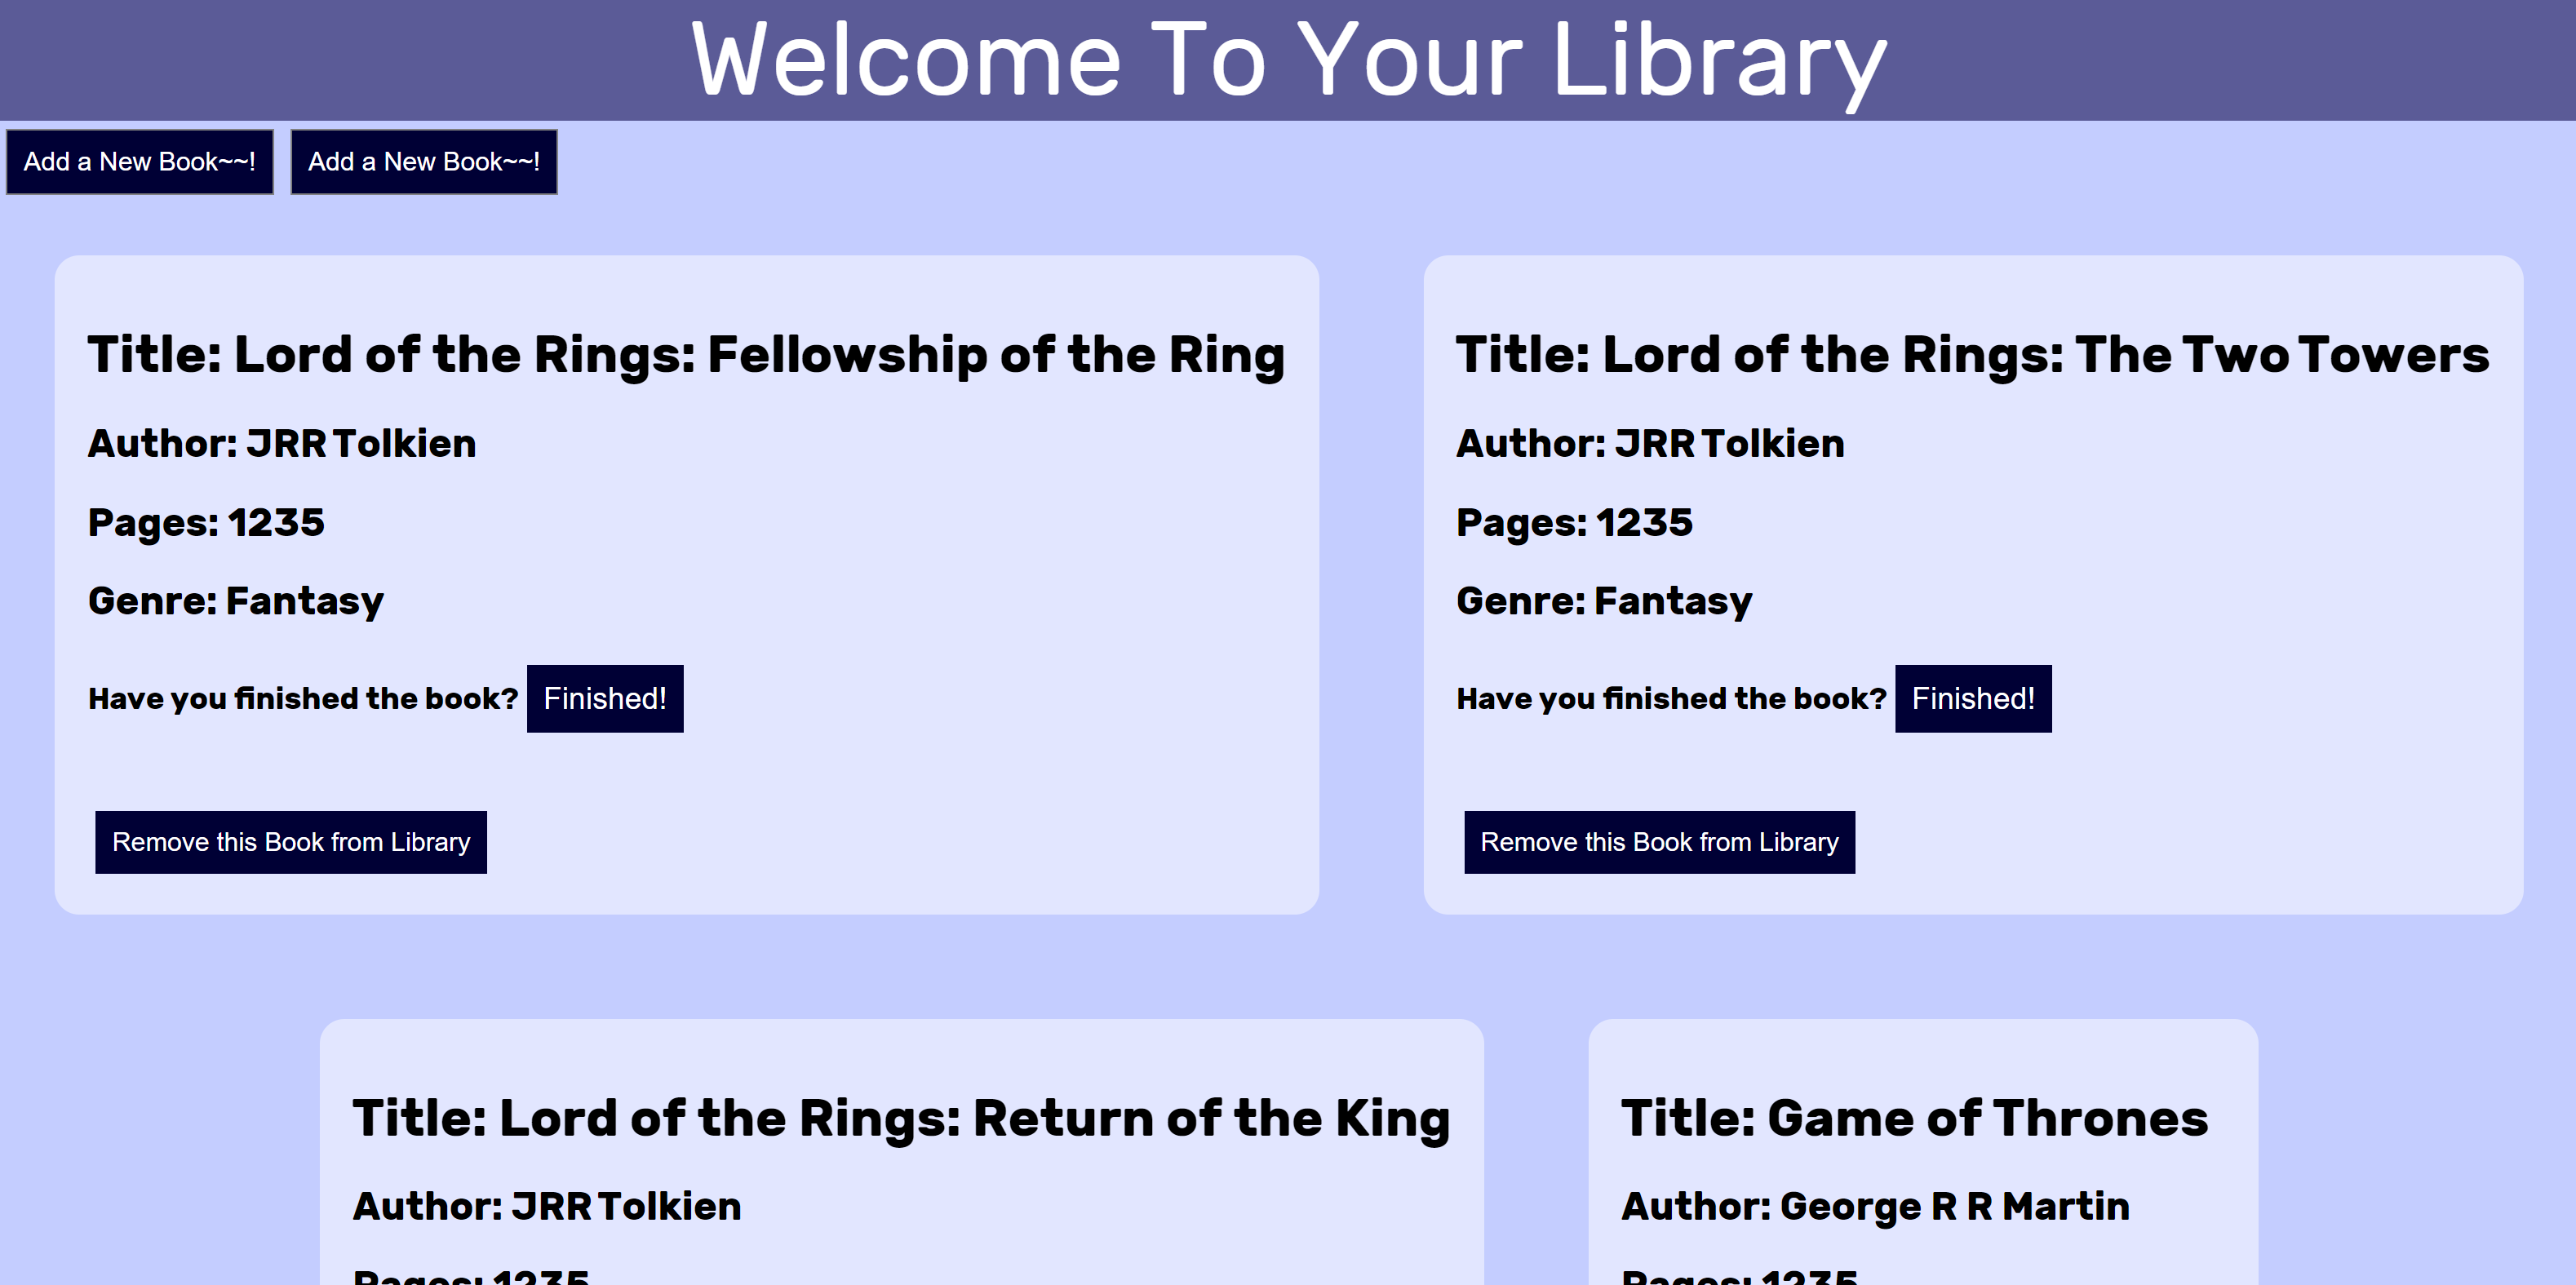 Welcome To Your Library
Add a New Book~~! Add a New Book~~!
Title: Lord of the Rings: Fellowship of the Ring
Author: JRR Tolkien
Pages: 1235
Genre: Fantasy
Have you finished the book? Finished!
Remove this Book from Library
Title: Lord of the Rings: The Two Towers
Author: JRR Tolkien
Pages: 1235
Genre: Fantasy
Have you finished the book? Finished!
Remove this Book from Library
Title: Lord of the Rings: Return of the King
Author: JRR Tolkien
Pages: 1235
Title: Game of Thrones
Author: George R R Martin
Pages: 1235